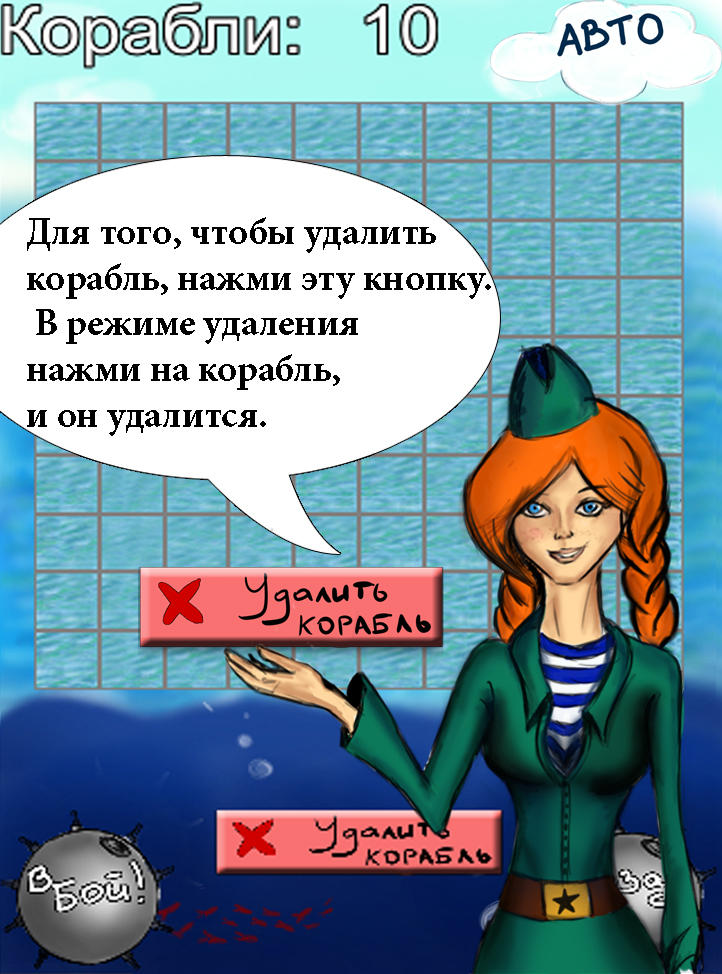 Корабли: 10
АВТО
Для того, чтобы удалить
корабль, нажми эту кнопку.
В режиме удаления
нажми на корабль,
и он удалится.
Удалить
КОРАБЛЬ
Удалить
КОРАБЛЬ
В
Бой!